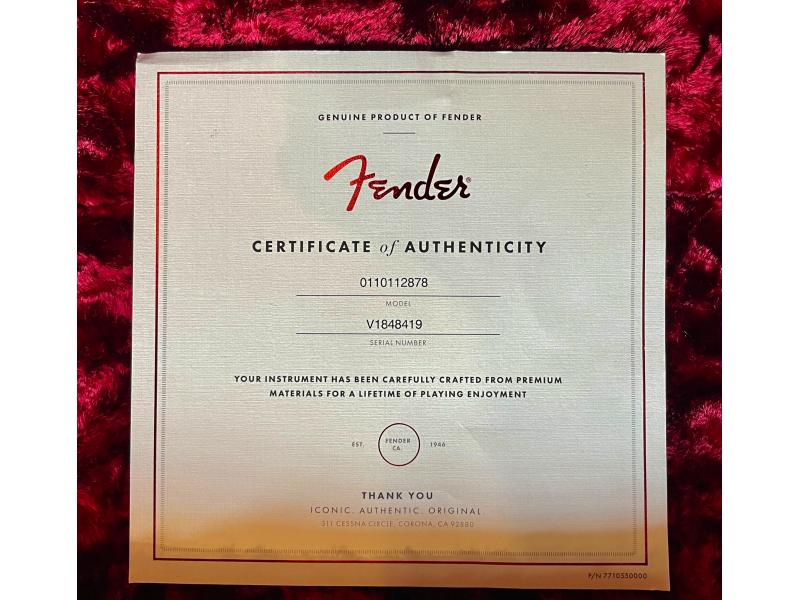 GENUINE PRODUCT OF FENDER
Fender®
CERTIFICATE of AUTHENTICITY
0110112878
MODEL
V1848419
SERIAL NUMBER
YOUR INSTRUMENT HAS BEEN CAREFULLY CRAFTED FROM PREMIUM
MATERIALS FOR A LIFETIME OF PLAYING ENJOYMENT
EST. FENDER CA. 1946
THANK YOU
ICONIC. AUTHENTIC. ORIGINAL
311 CESSNA CIRCLE, CORONA, CA 92880
P/N 7710550000